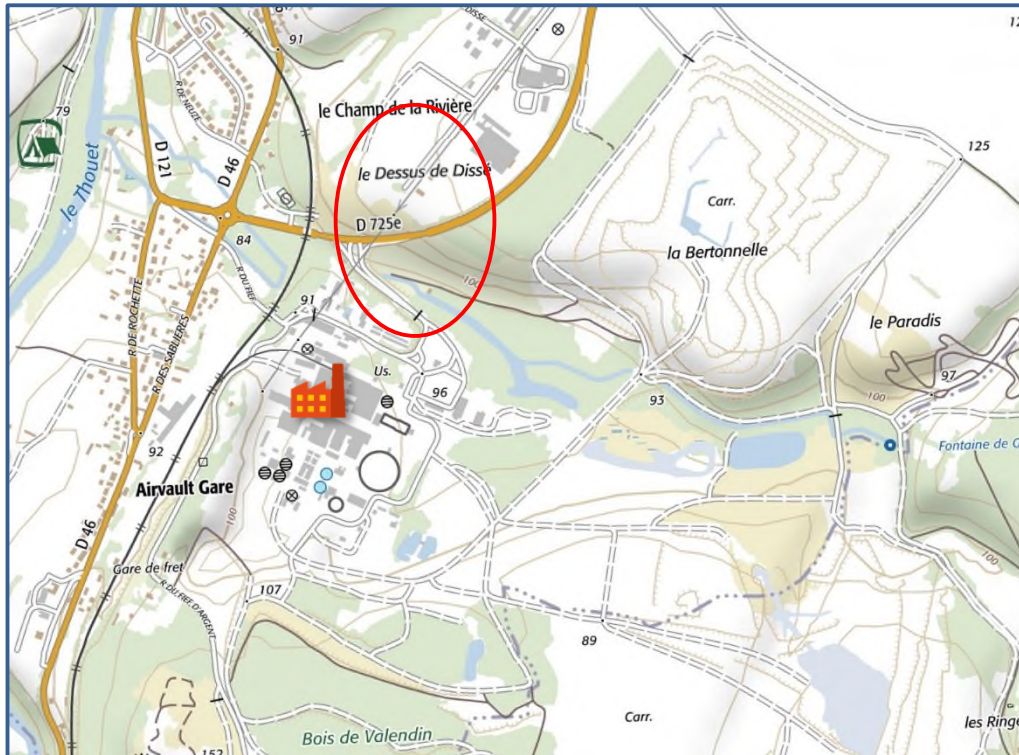 91
DISSÉ
79
R DE NEUZE
le Champ de la Rivière
D 121
D 46
le Dessus de Dissé
125
Carr.
le Thouet
D 725e
84
la Bertonnelle
R DU FIEF
100
91
le Paradis
R DE ROCHETTE
R DES SABLIÈRES
Us.
97
96
93
100
92
Fontaine de
Airvault Gare
D 46
100
100
Gare de fret
107
R DU FIEF D'ARGENT
89
Carr.
les Ringe
Bois de Valendin
152